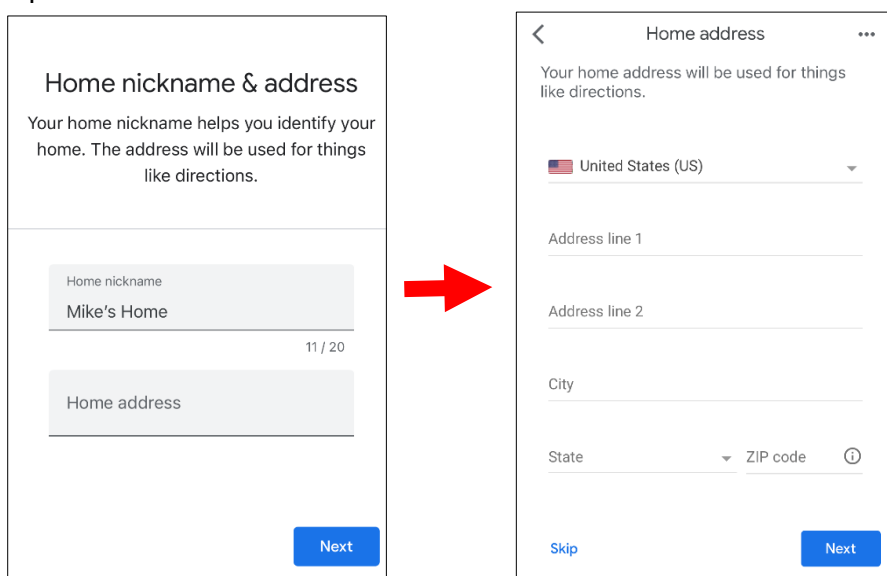 Home nickname & address
Your home nickname helps you identify your
home. The address will be used for things
like directions.
Home nickname
Mike's Home
11 / 20
Home address
Next
Home address
Your home address will be used for things
like directions.
United States (US)
Address line 1
Address line 2
City
State ZIP code
Skip Next